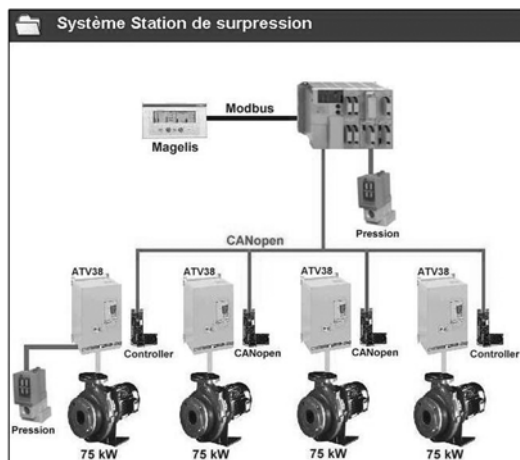 Système Station de surpression
Modbus
Magelis
Pression
CANopen
ATV38
ATV38
ATV38
ATV38
Controller
CANopen
CANopen
Controller
Pression
75 kW
75 kW
75 kW
75 kW